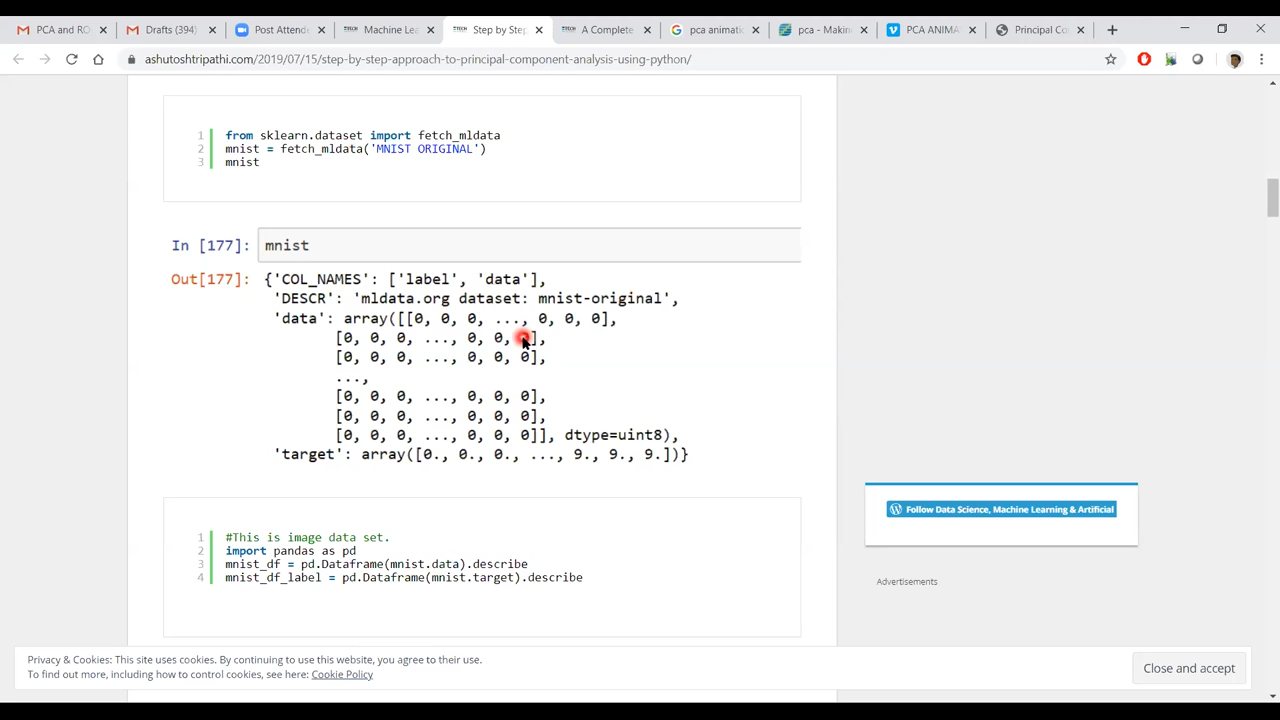 PCA and RO
Drafts (394)
Post Attend
Machine Lea
Step by Step
A Complete
pca animati
pca - Makin
PCA ANIMA
Principal Co
ashutoshtripathi.com/2019/07/15/step-by-step-approach-to-principal-component-analysis-using-python/
1 from sklearn.dataset import fetch_mldata
2 mnist = fetch_mldata('MNIST ORIGINAL')
3 mnist
In [177]: mnist
Out[177]: {'COL_NAMES': ['label', 'data'],
'DESCR': 'mldata.org dataset: mnist-original',
'data': array([[0, 0, 0, ..., 0, 0, 0],
[0, 0, 0, ..., 0, 0, ],
[0, 0, 0, ..., 0, 0, 0],
...,
[0, 0, 0, ..., 0, 0, 0],
[0, 0, 0, ..., 0, 0, 0],
[0, 0, 0, ..., 0, 0, 0]], dtype=uint8),
'target': array([0., 0., 0., ..., 9., 9., 9.])}
1 #This is image data set.
2 import pandas as pd
3 mnist_df = pd.Dataframe(mnist.data).describe
4 mnist_df_label = pd.Dataframe(mnist.target).describe
Follow Data Science, Machine Learning & Artificial
Advertisements
Privacy & Cookies: This site uses cookies. By continuing to use this website, you agree to their use.
To find out more, including how to control cookies, see here: Cookie Policy
Close and accept